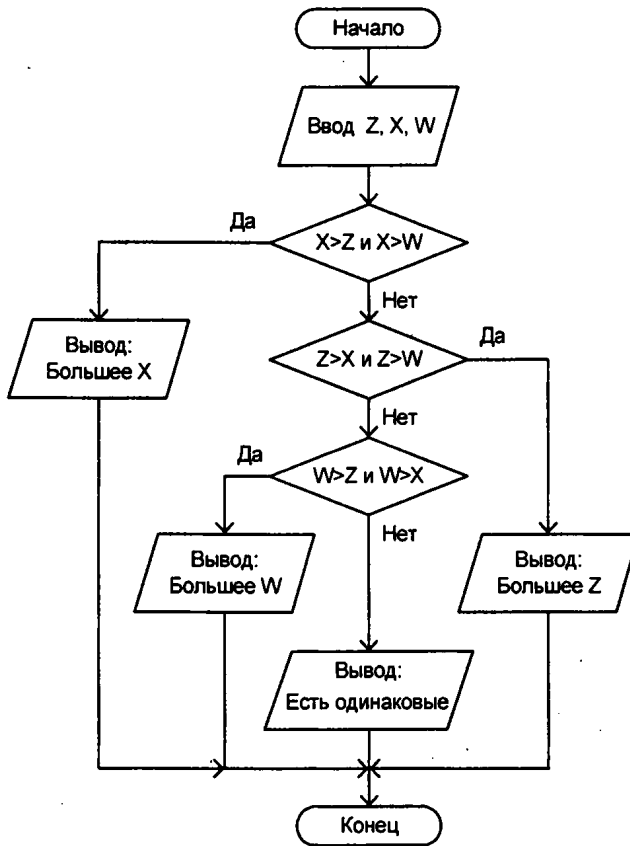 Начало
Ввод Z, X, W
Да
X>Z и X>W
Нет
Вывод:
Большее X
Да
Z>X и Z>W
Нет
Да
W>Z и W>X
Нет
Вывод:
Большее W
Вывод:
Большее Z
Вывод:
Есть одинаковые
Конец